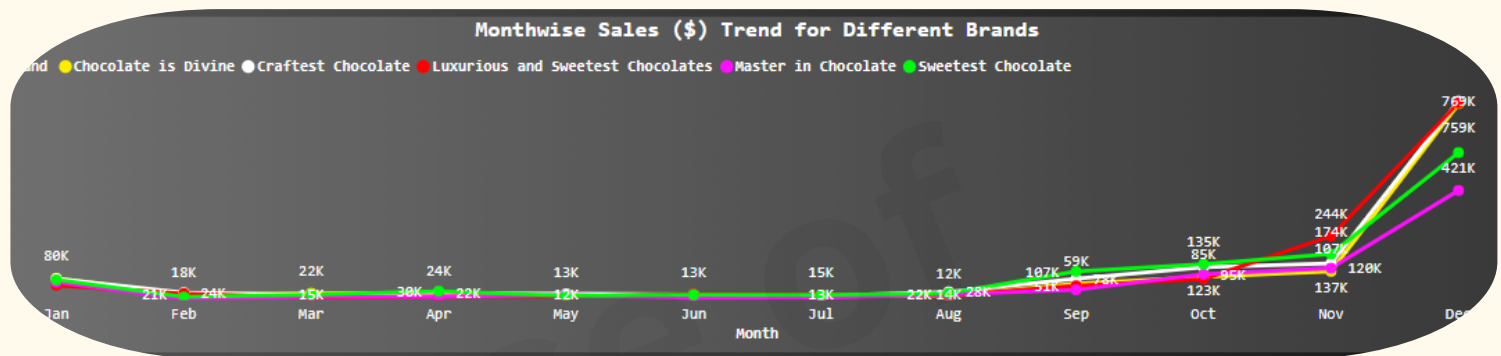 Monthwise Sales ($) Trend for Different Brands
nd Chocolate is Divine Craftest Chocolate Luxurious and Sweetest Chocolates Master in Chocolate Sweetest Chocolate
769K
759K
421K
244K
174K
107K
120K
137K
135K
85K
95K
123K
59K
107K
78K
51K
80K
18K
21K
24K
22K
15K
24K
30K
22K
13K
12K
13K
15K
13K
12K
22K
14K
28K
Jan Feb Mar Apr May Jun Jul Aug Sep Oct Nov Dec
Month
e of